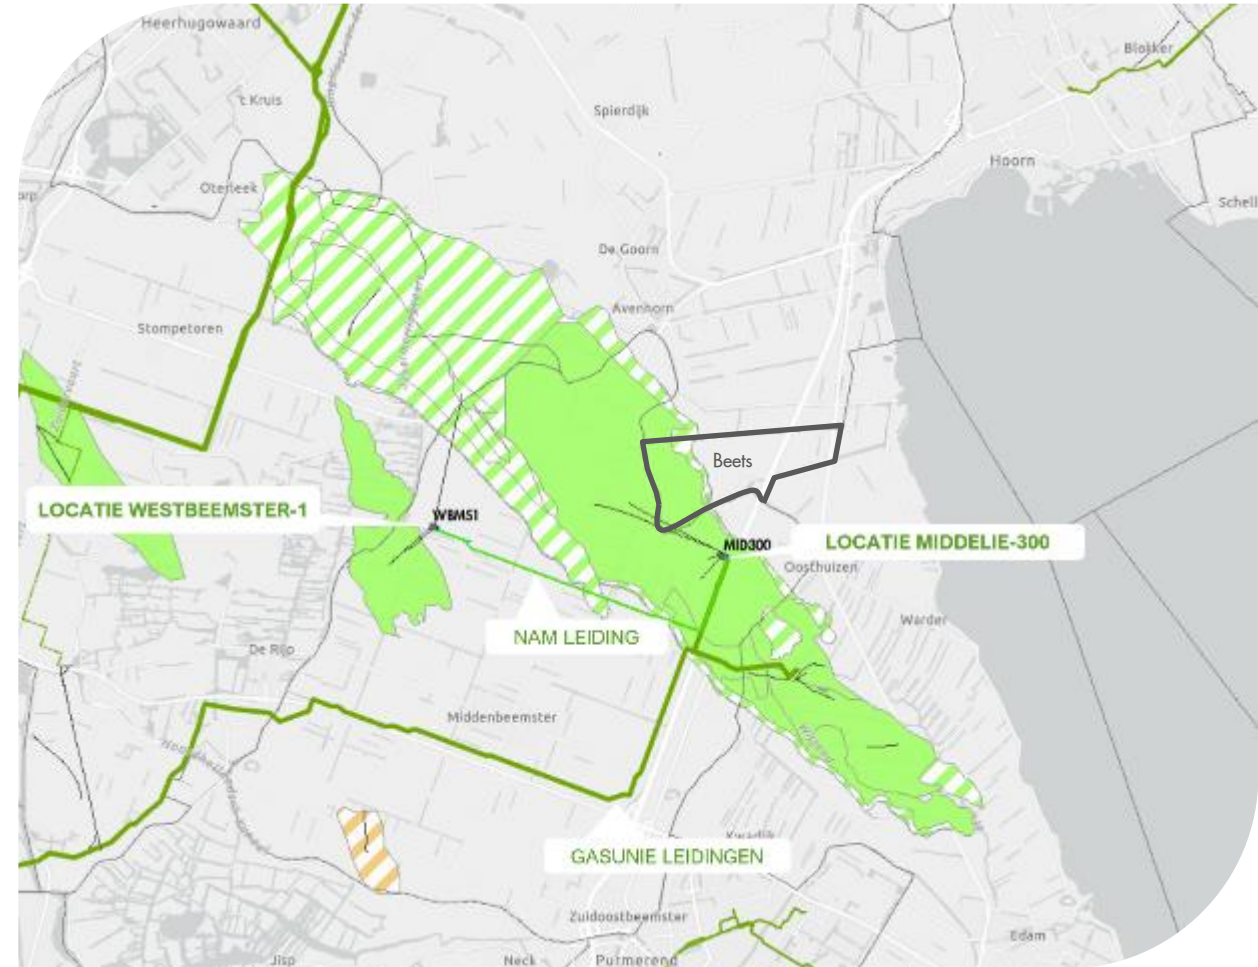 Heerhugowaard
Blokker
't Kruis
Spierdijk
Hoorn
Oterleek
Schell
De Goorn
Avenhorn
Stompetoren
Beets
LOCATIE WESTBEEMSTER-1
WBMS1
MID300
LOCATIE MIDDELIE-300
Oosthuizen
Warder
NAM LEIDING
De Rijp
Middenbeemster
GASUNIE LEIDINGEN
Kwadijk
Zuidoostbeemster
Edam
Jisp
Neck
Purmerend